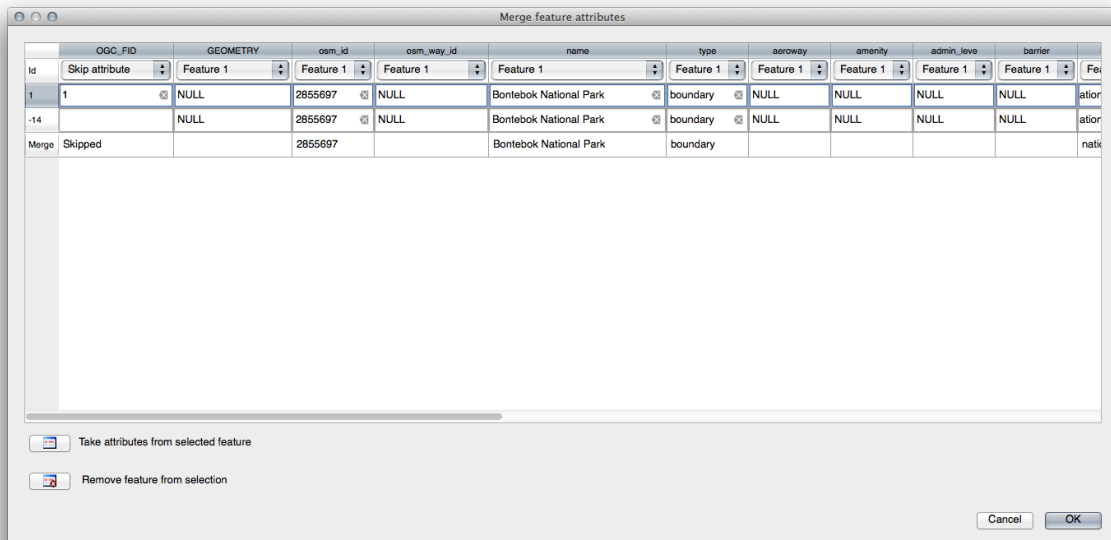 Merge feature attributes
OGC_FID GEOMETRY osm_id osm_way_id name type aeroway amenity admin_leve barrier
Id Skip attribute Feature 1 Feature 1 Feature 1 Feature 1 Feature 1 Feature 1 Feature 1 Feature 1 Feature 1 Fea
1 1 NULL 2855697 NULL Bontebok National Park boundary NULL NULL NULL NULL ation
-14 NULL 2855697 NULL Bontebok National Park boundary NULL NULL NULL NULL ation
Merge Skipped 2855697 Bontebok National Park boundary natio
Take attributes from selected feature
Remove feature from selection
Cancel OK